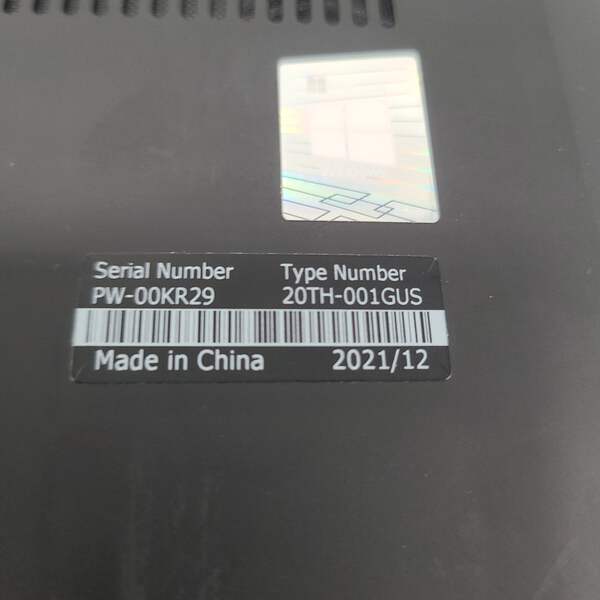 Serial Number Type Number
PW-00KR29 20TH-001GUS
Made in China 2021/12